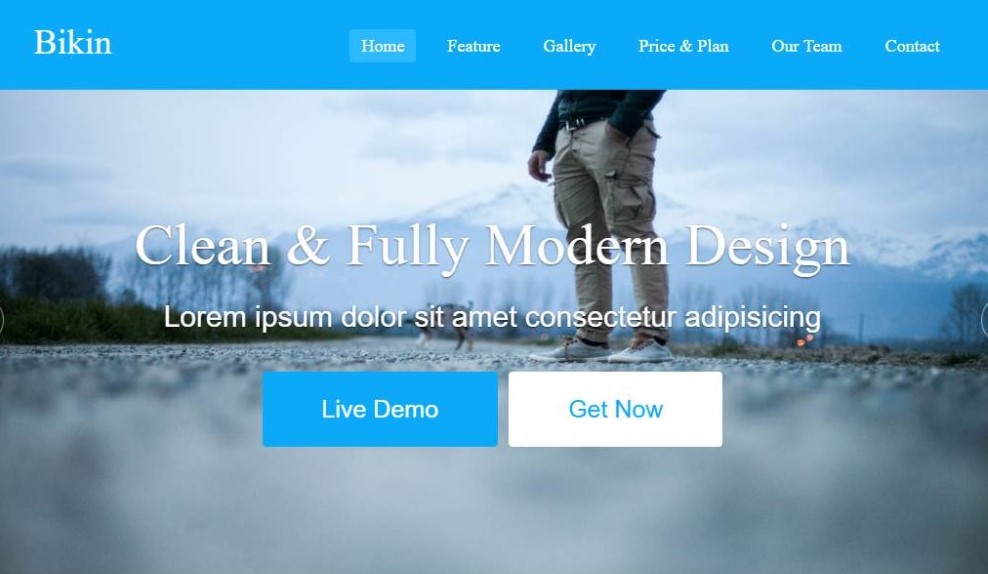 Bikin
Home Feature Gallery Price & Plan Our Team Contact
Clean & Fully Modern Design
Lorem ipsum dolor sit amet consectetur adipisicing
Live Demo Get Now